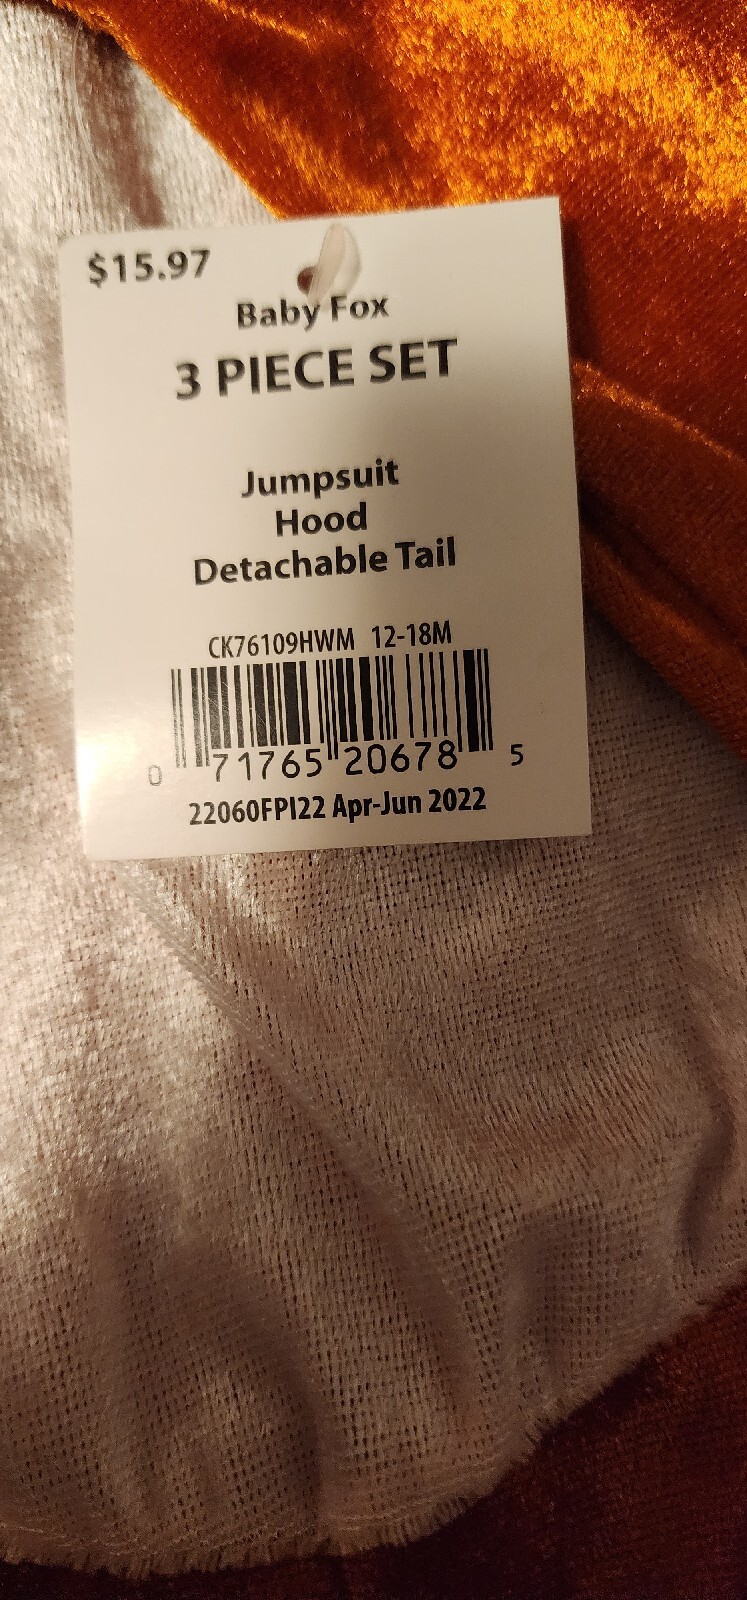 $15.97
Baby Fox
3 PIECE SET
Jumpsuit
Hood
Detachable Tail
CK76109HWM 12-18M
0 71765 20678 5
22060FPI22 Apr-Jun 2022